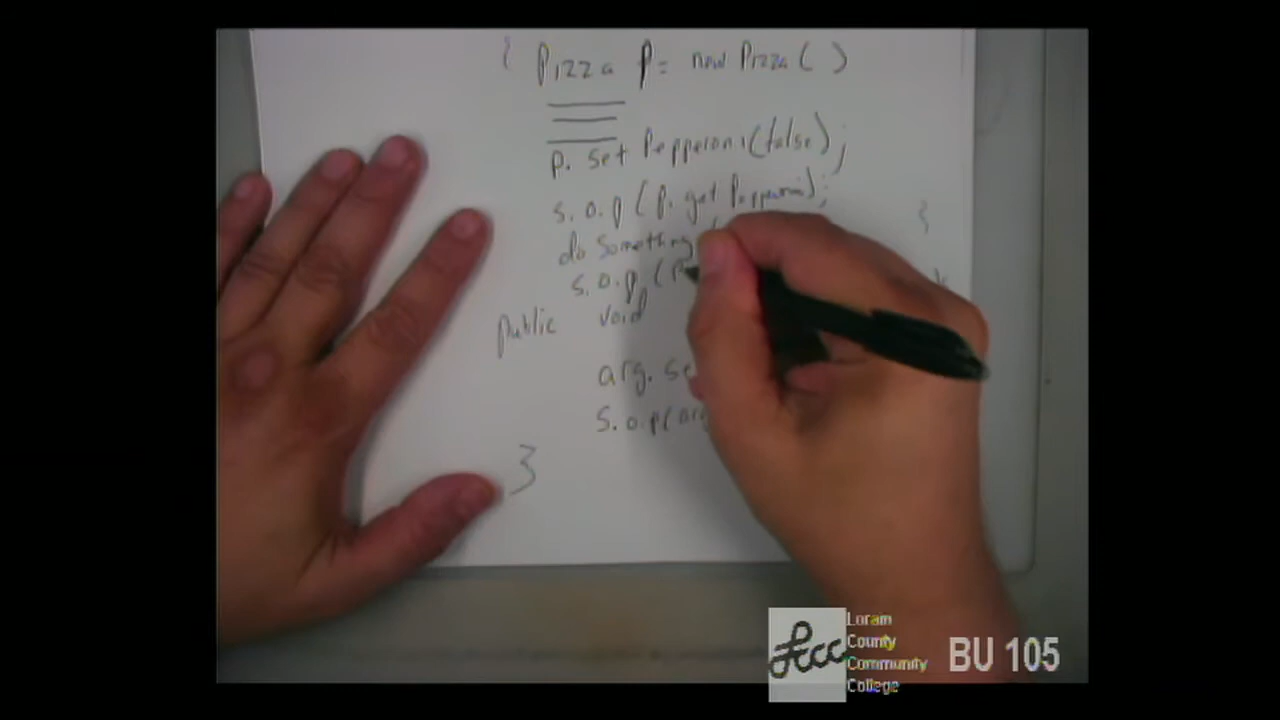 { Pizza p = new Pizza ( )
p. set Pepperoni (false) ;
s. o. p ( p. get Pepperoni) ;
do Something (
s. o. p. ( p
public void
arg. se
s. o. p( arg
}
}
Lorain
County
Community
College
lccc
BU 105